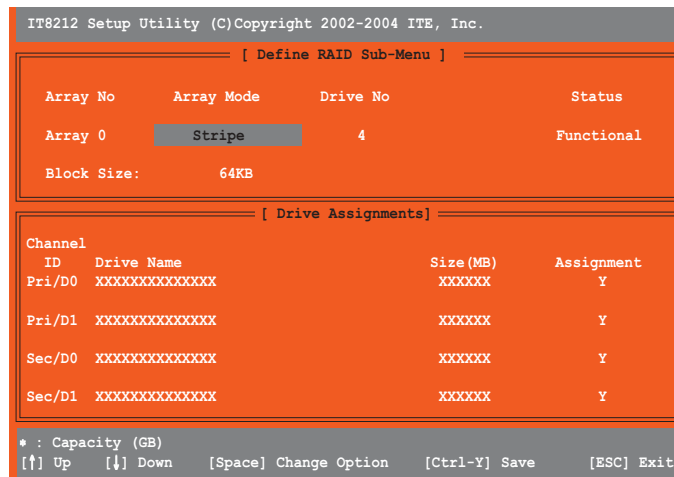 IT8212 Setup Utility (C)Copyright 2002-2004 ITE, Inc.
[ Define RAID Sub-Menu ]
Array No Array Mode Drive No Status
Array 0 Stripe 4 Functional
Block Size: 64KB
[ Drive Assignments]
Channel
ID Drive Name Size(MB) Assignment
Pri/D0 XXXXXXXXXXXXXX XXXXXX Y
Pri/D1 XXXXXXXXXXXXXX XXXXXX Y
Sec/D0 XXXXXXXXXXXXXX XXXXXX Y
Sec/D1 XXXXXXXXXXXXXX XXXXXX Y
* : Capacity (GB)
[↑] Up [↓] Down [Space] Change Option [Ctrl-Y] Save [ESC] Exit